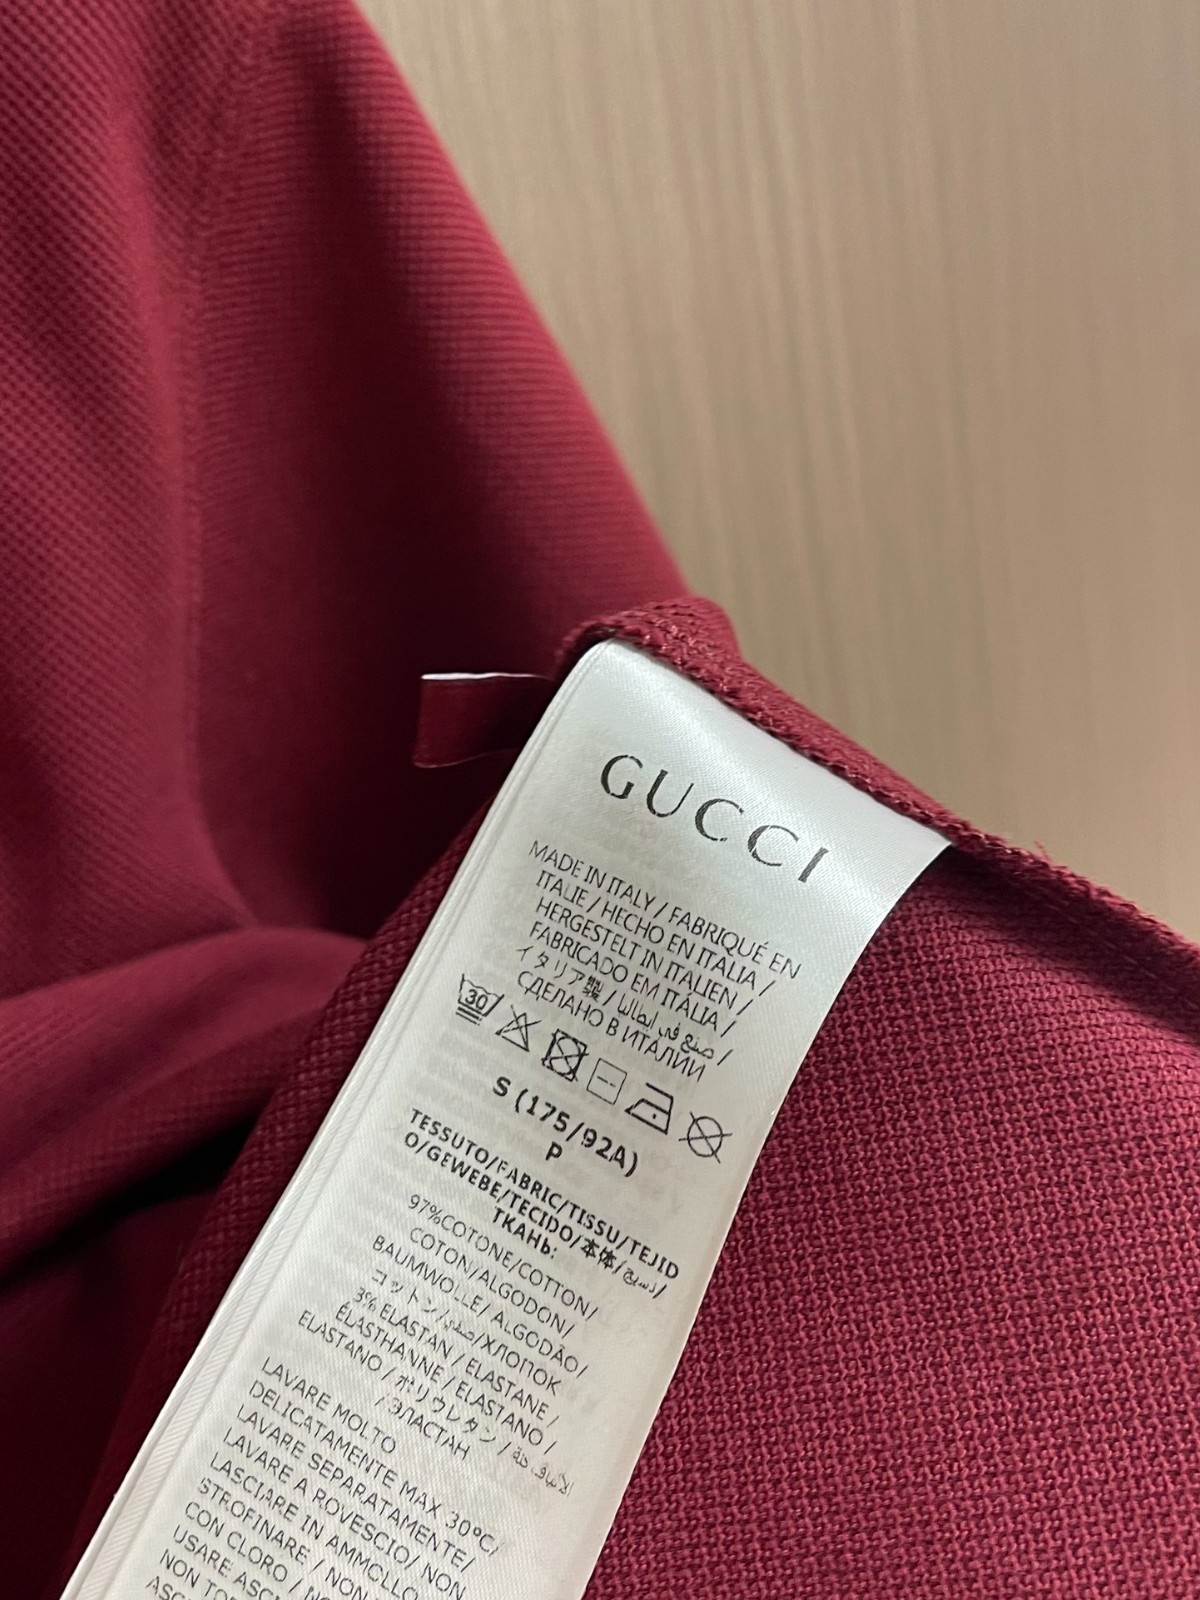 GUCCI
MADE IN ITALY / FABRIQUÉ EN
ITALIE / HECHO EN ITALIA /
HERGESTELT IN ITALIEN /
FABRICADO EM ITÁLIA /
イタリア製 / صنع في إيطاليا /
СДЕЛАНО В ИТАЛИИ
30
S (175/92A)
P
TESSUTO/FABRIC/TISSU/TEJID
O/GEWEBE/TECIDO/本体/نسيج/
ТКАНЬ:
97%COTONE/COTTON/
COTON/ALGODON/
BAUMWOLLE/ ALGODÃO/
コットン/ /ХЛОПОК
3% ELASTAN / ELASTANE /
ÉLASTHANNE / ELASTANO /
ELASTANO / ポリウレタン /
/ ЭЛАСТАН
LAVARE MOLTO
DELICATAMENTE MAX 30°C/
LAVARE SEPARATAMENTE/
LAVARE A ROVESCIO/ NON
LASCIARE IN AMMOLLO
STROFINARE / NON
CON CLORO /
USARE
NON